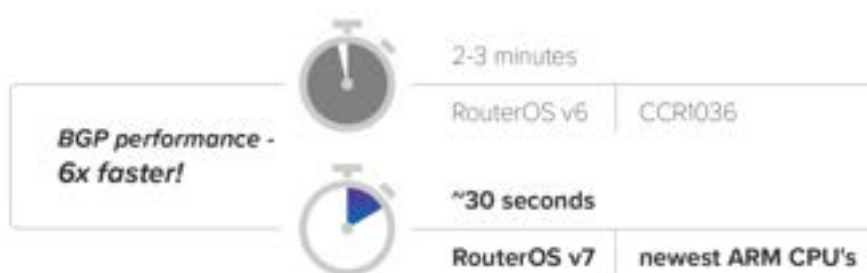 2-3 minutes
RouterOS v6 CCR1036
BGP performance -
6x faster!
~30 seconds
RouterOS v7 newest ARM CPU's